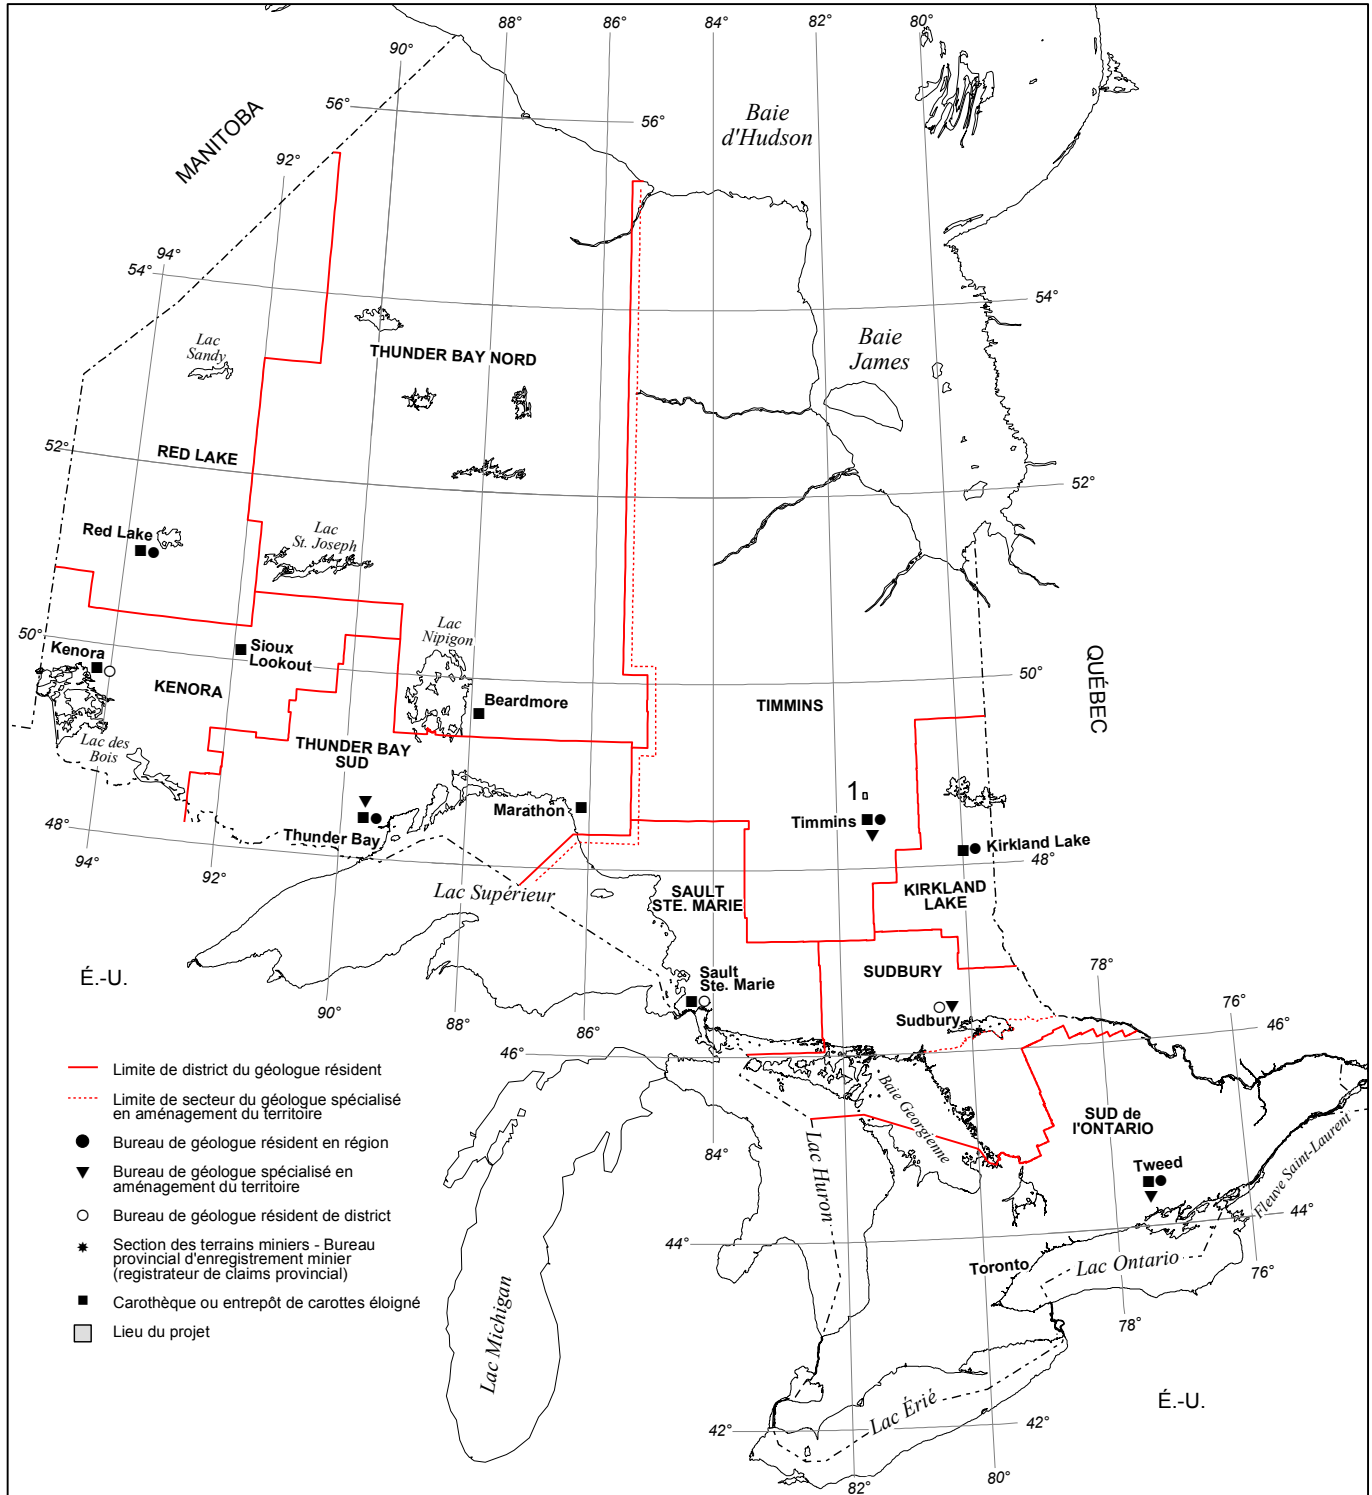 88°
86°
84°
82°
80°
90°
56°
56°
Baie
d'Hudson
MANITOBA
92°
94°
54°
54°
Lac
Sandy
THUNDER BAY NORD
Baie
James
52°
RED LAKE
52°
Red Lake
Lac
St. Joseph
50°
Kenora
Sioux
Lookout
Lac
Nipigon
QUÉBEC
50°
KENORA
Beardmore
TIMMINS
Lac des
Bois
THUNDER BAY
SUD
48°
Marathon
1
Timmins
Kirkland Lake
Thunder Bay
94°
92°
48°
Lac Supérieur
SAULT
STE. MARIE
KIRKLAND
LAKE
É.-U.
Sault
Ste. Marie
SUDBURY
78°
90°
88°
86°
Sudbury
76°
46°
46°
Limite de district du géologue résident
Limite de secteur du géologue spécialisé
en aménagement du territoire
Bureau de géologue résident en région
Bureau de géologue spécialisé en
aménagement du territoire
Bureau de géologue résident de district
Section des terrains miniers - Bureau
provincial d'enregistrement minier
(registrateur de claims provincial)
Carothèque ou entrepôt de carottes éloigné
Lieu du projet
84°
Baie Georgienne
Lac Huron
SUD de
l'ONTARIO
Tweed
Fleuve Saint-Laurent
44°
44°
Toronto
Lac Ontario
76°
78°
Lac Michigan
Lac Érié
É.-U.
42°
42°
80°
82°